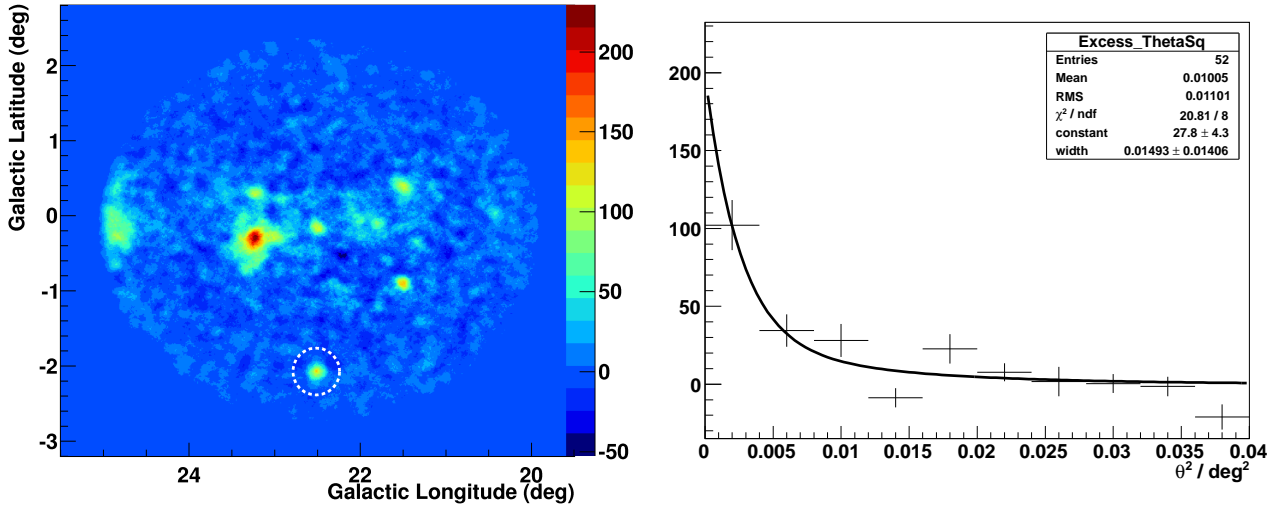 Galactic Latitude (deg)
2
1
0
-1
-2
-3
24
22
20
Galactic Longitude (deg)
200
150
100
50
0
-50
Excess_ThetaSq
Entries 52
Mean 0.01005
RMS 0.01101
χ² / ndf 20.81 / 8
constant 27.8 ± 4.3
width 0.01493 ± 0.01406
200
150
100
50
0
0 0.005 0.01 0.015 0.02 0.025 0.03 0.035 0.04
θ² / deg²